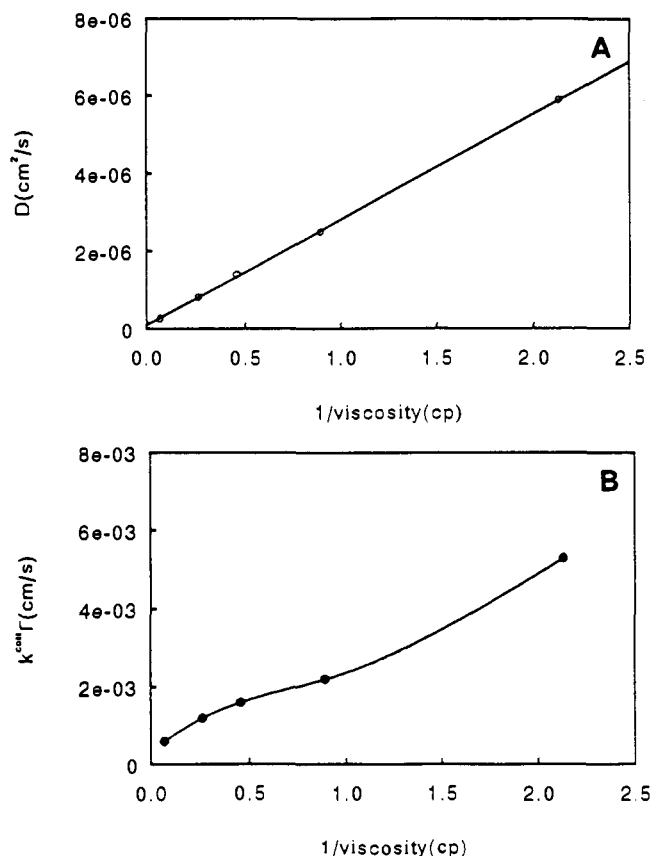 8e-06
A
6e-06
4e-06
2e-06
0
D(cm²/s)
0.0 0.5 1.0 1.5 2.0 2.5
1/viscosity(cp)
8e-03
B
6e-03
4e-03
2e-03
0
k^coll Γ(cm/s)
0.0 0.5 1.0 1.5 2.0 2.5
1/viscosity(cp)